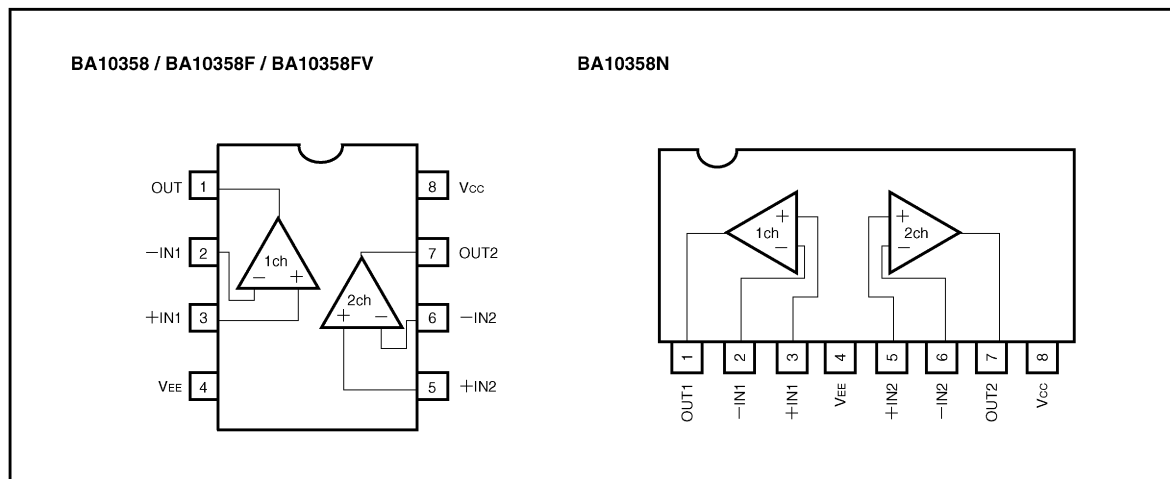 BA10358 / BA10358F / BA10358FV
OUT 1
−IN1 2
+IN1 3
VEE 4
8 VCC
7 OUT2
6 −IN2
5 +IN2
1ch
− +
2ch
+ −
BA10358N
1ch
+
−
2ch
+
−
1 2 3 4 5 6 7 8
OUT1
−IN1
+IN1
VEE
+IN2
−IN2
OUT2
VCC